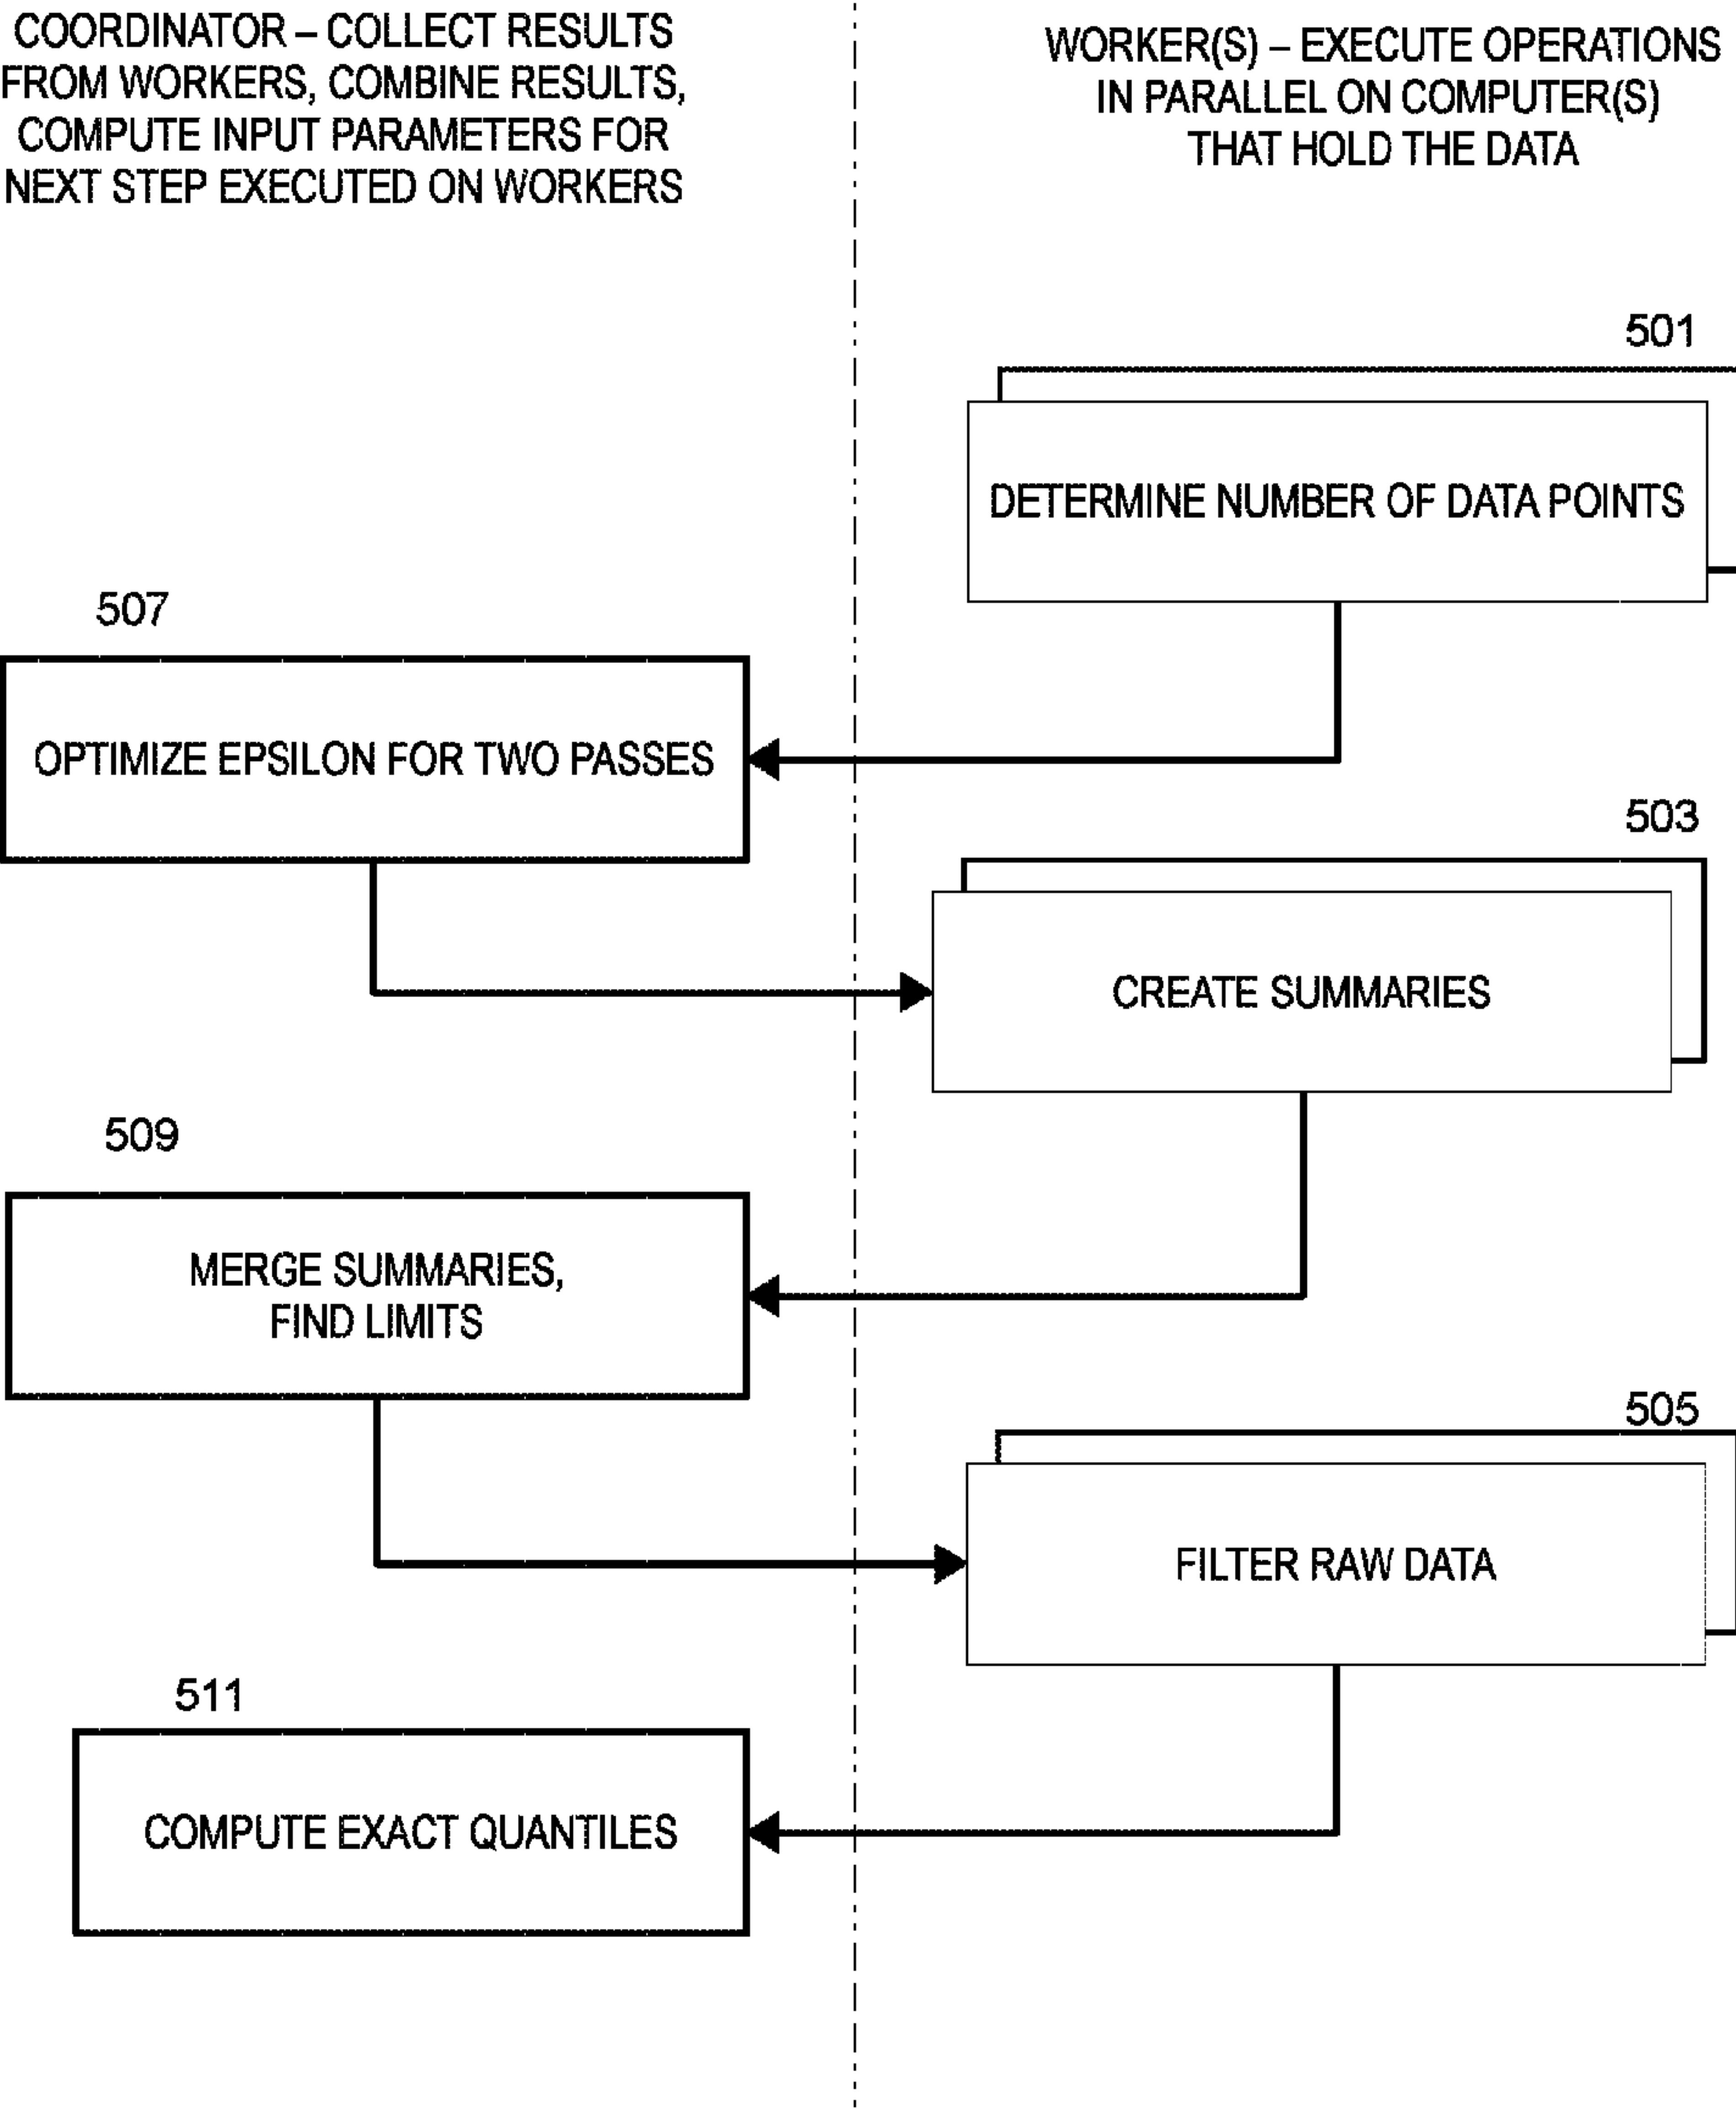 COORDINATOR – COLLECT RESULTS
FROM WORKERS, COMBINE RESULTS,
COMPUTE INPUT PARAMETERS FOR
NEXT STEP EXECUTED ON WORKERS
WORKER(S) – EXECUTE OPERATIONS
IN PARALLEL ON COMPUTER(S)
THAT HOLD THE DATA
501
DETERMINE NUMBER OF DATA POINTS
507
OPTIMIZE EPSILON FOR TWO PASSES
503
CREATE SUMMARIES
509
MERGE SUMMARIES,
FIND LIMITS
505
FILTER RAW DATA
511
COMPUTE EXACT QUANTILES